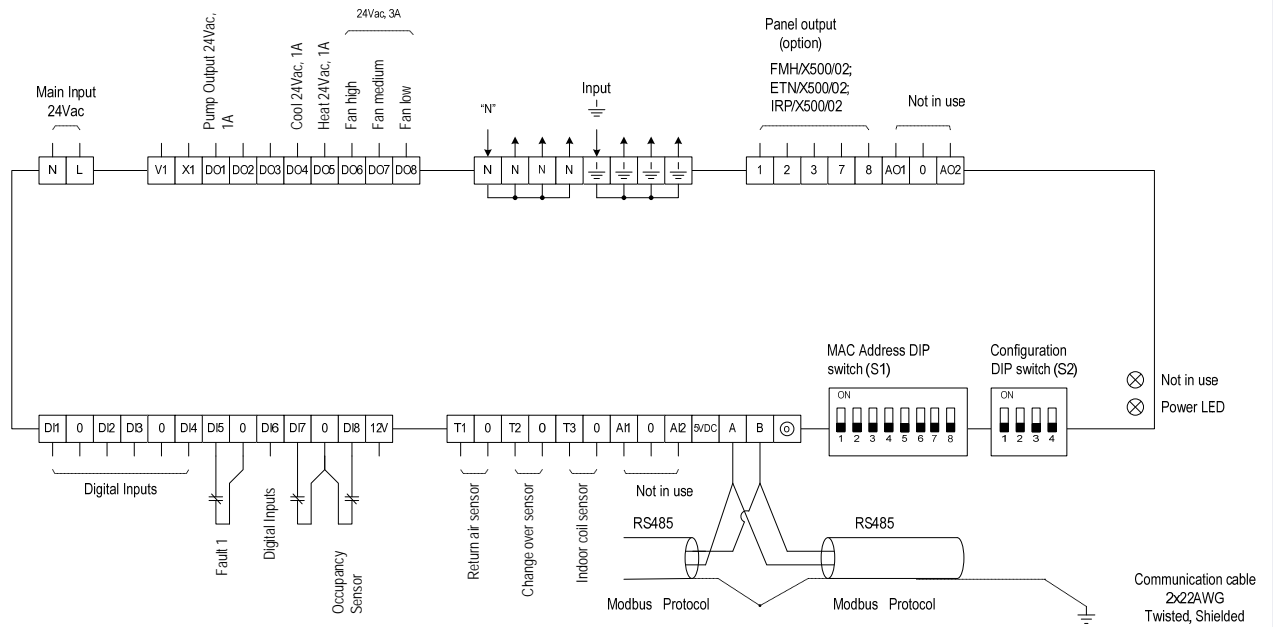 24Vac, 3A
Main Input
24Vac
Pump Output 24Vac,
1A
Cool 24Vac, 1A
Heat 24Vac, 1A
Fan high
Fan medium
Fan low
"N"
Input
Panel output
(option)
FMH/X500/02;
ETN/X500/02;
IRP/X500/02
Not in use
N L
V1 X1 DO1 DO2 DO3 DO4 DO5 DO6 DO7 DO8
N N N N
1 2 3 7 8 AO1 0 AO2
MAC Address DIP
switch (S1)
ON
1 2 3 4 5 6 7 8
Configuration
DIP switch (S2)
ON
1 2 3 4
Not in use
Power LED
DI1 0 DI2 DI3 0 DI4 DI5 0 DI6 DI7 0 DI8 12V
T1 0 T2 0 T3 0 AI1 0 AI2 5VDC A B
Digital Inputs
Fault 1
Digital Inputs
Occupancy
Sensor
Return air sensor
Change over sensor
Indoor coil sensor
Not in use
RS485
RS485
Modbus Protocol
Modbus Protocol
Communication cable
2x22AWG
Twisted, Shielded